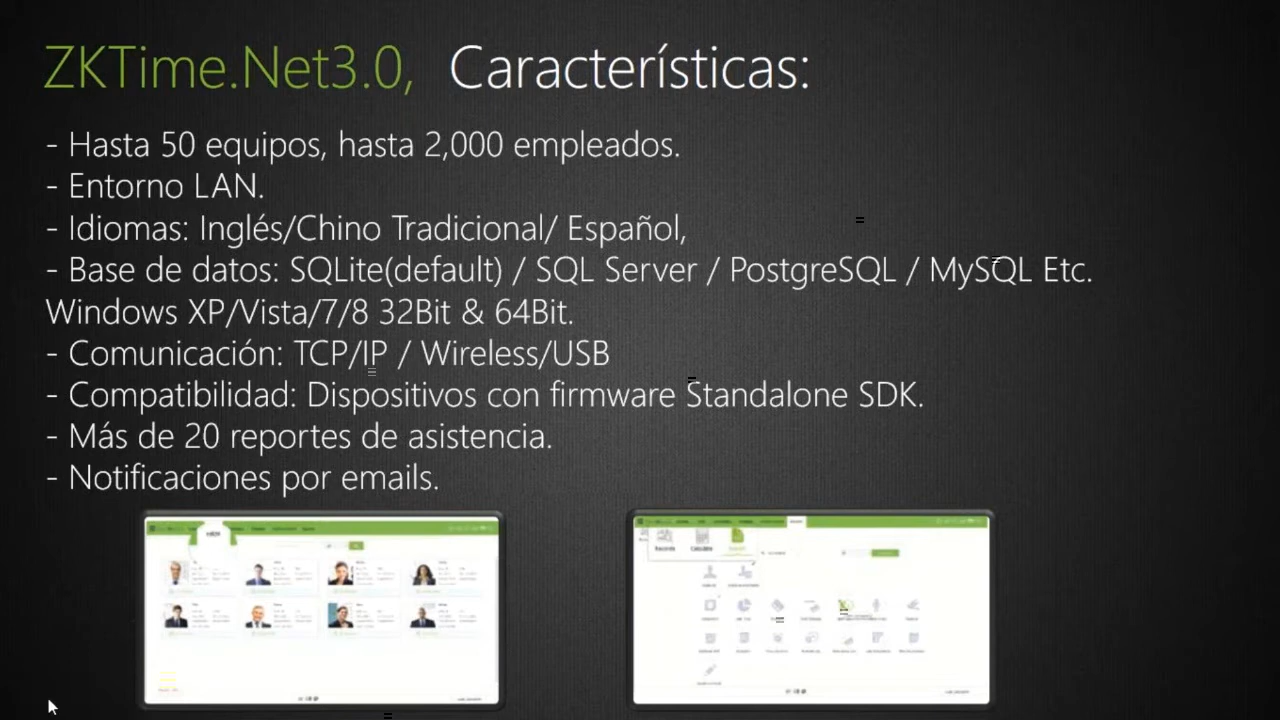 ZKTime.Net3.0, Características:
- Hasta 50 equipos, hasta 2,000 empleados.
- Entorno LAN.
- Idiomas: Inglés/Chino Tradicional/ Español,
- Base de datos: SQLite(default) / SQL Server / PostgreSQL / MySQL Etc.
Windows XP/Vista/7/8 32Bit & 64Bit.
- Comunicación: TCP/IP / Wireless/USB
- Compatibilidad: Dispositivos con firmware Standalone SDK.
- Más de 20 reportes de asistencia.
- Notificaciones por emails.